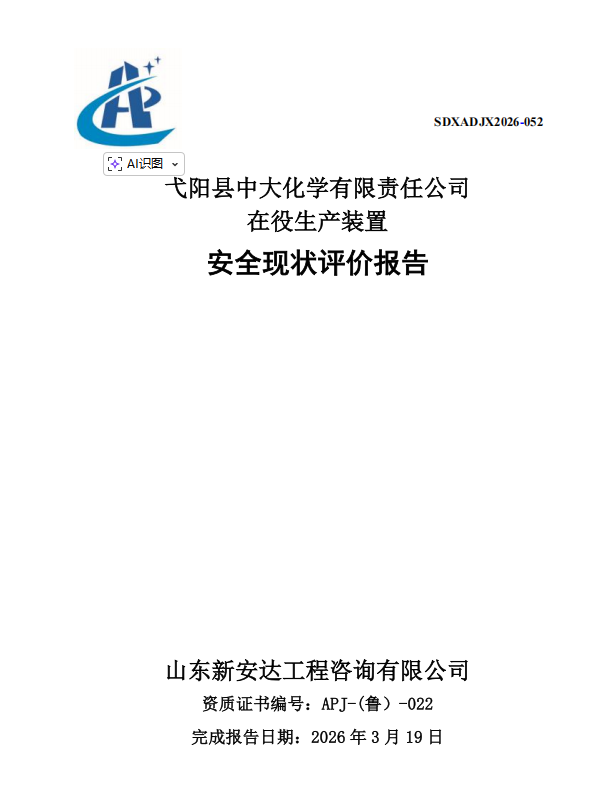 AP
SDXADJX2026-052
AI识图
弋阳县中大化学有限责任公司
在役生产装置
安全现状评价报告
山东新安达工程咨询有限公司
资质证书编号：APJ-(鲁）-022
完成报告日期：2026年3月19日